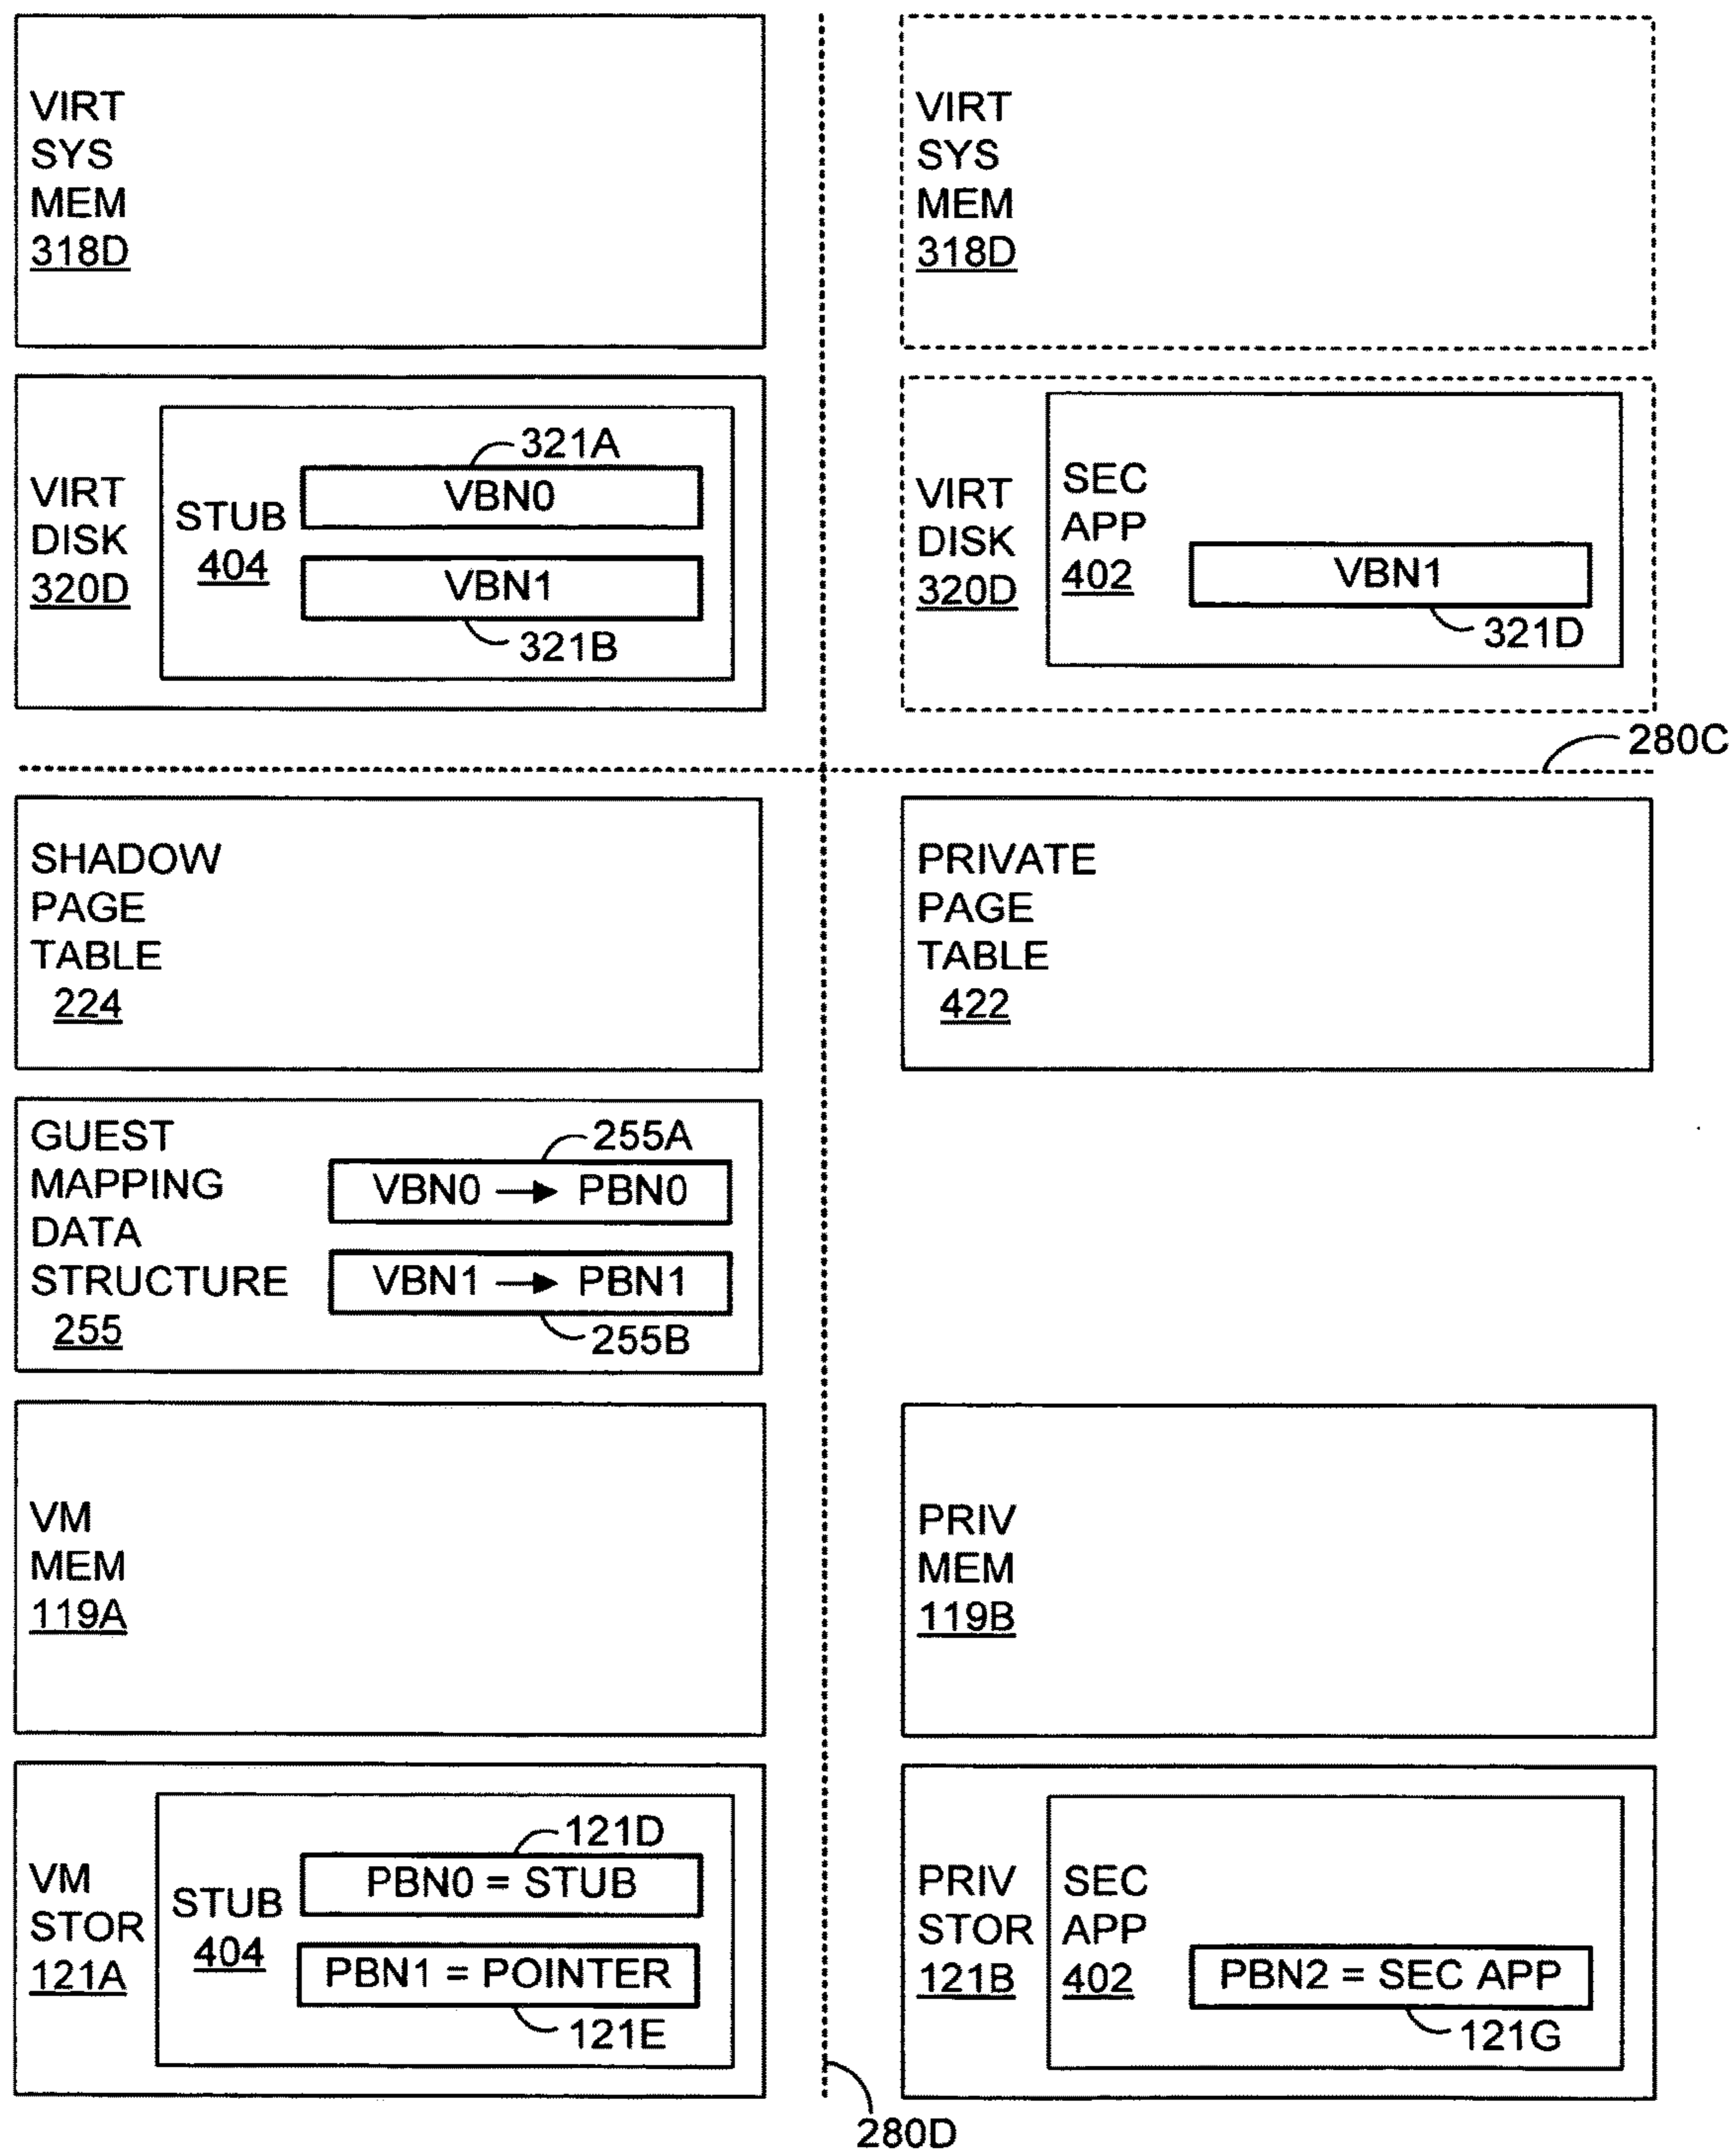 VIRT
SYS
MEM
318D
VIRT
SYS
MEM
318D
VIRT
DISK
320D
STUB
404
321A
VBN0
VBN1
321B
VIRT
DISK
320D
SEC
APP
402
VBN1
321D
280C
SHADOW
PAGE
TABLE
224
PRIVATE
PAGE
TABLE
422
GUEST
MAPPING
DATA
STRUCTURE
255
255A
VBN0 → PBN0
VBN1 → PBN1
255B
VM
MEM
119A
PRIV
MEM
119B
VM
STOR
121A
STUB
404
121D
PBN0 = STUB
PBN1 = POINTER
121E
PRIV
STOR
121B
SEC
APP
402
PBN2 = SEC APP
121G
280D